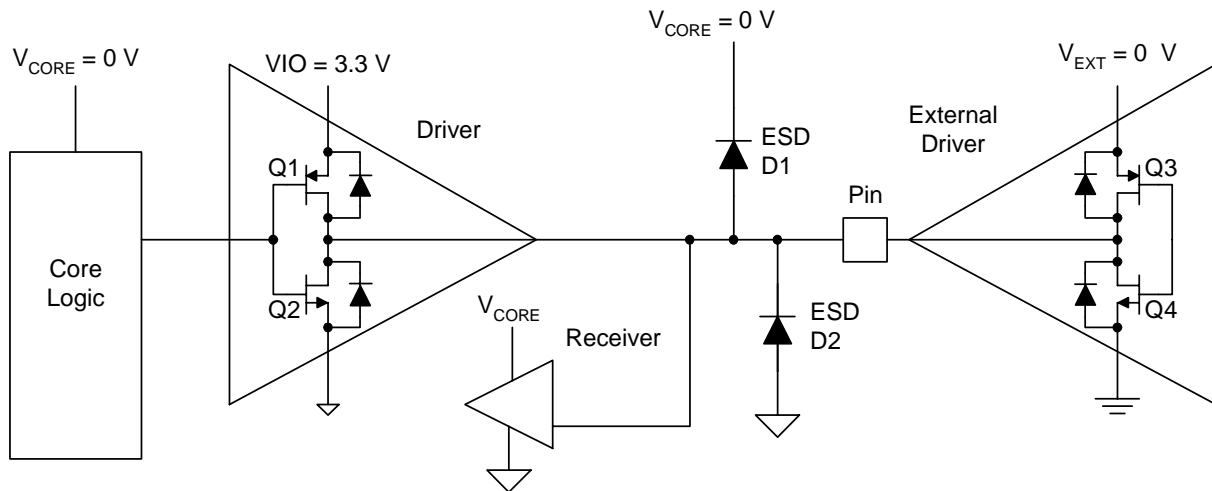 V_CORE = 0 V
V_CORE = 0 V
VIO = 3.3 V
V_EXT = 0 V
Driver
External
Driver
ESD
D1
Q1
Q3
Pin
Core
Logic
Q2
V_CORE
Receiver
ESD
D2
Q4